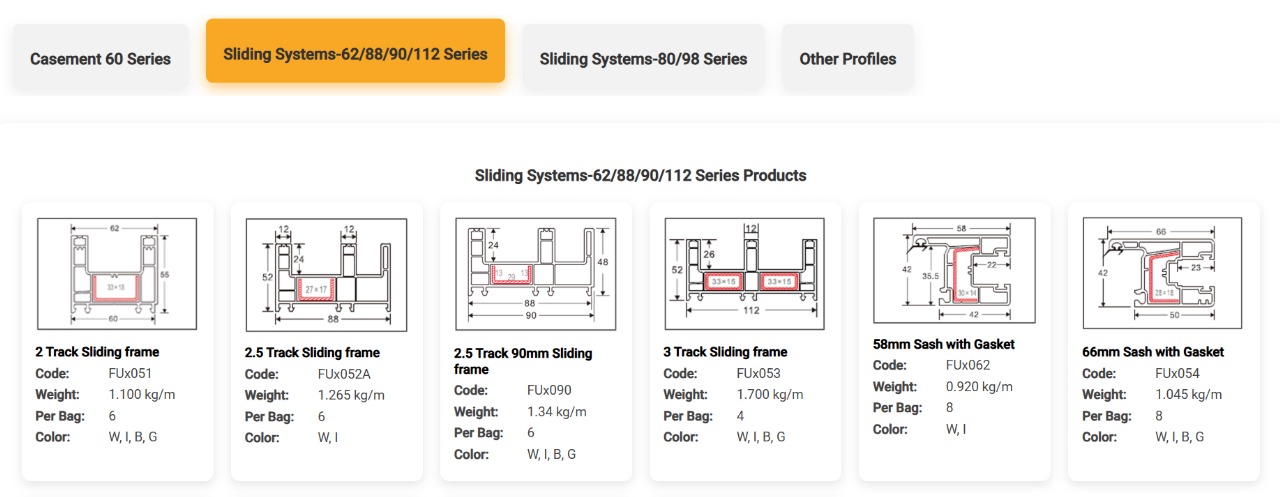 Casement 60 Series
Sliding Systems-62/88/90/112 Series
Sliding Systems-80/98 Series
Other Profiles
Sliding Systems-62/88/90/112 Series Products
62
55
33×18
60
2 Track Sliding frame
Code: FUx051
Weight: 1.100 kg/m
Per Bag: 6
Color: W, I, B, G
12
12
24
52
27×17
88
2.5 Track Sliding frame
Code: FUx052A
Weight: 1.265 kg/m
Per Bag: 6
Color: W, I
24
48
13
29
13
88
90
2.5 Track 90mm Sliding
frame
Code: FUx090
Weight: 1.34 kg/m
Per Bag: 6
Color: W, I, B, G
12
26
52
33×15
33×15
112
3 Track Sliding frame
Code: FUx053
Weight: 1.700 kg/m
Per Bag: 4
Color: W, I, B, G
58
42
35.5
22
30×14
42
58mm Sash with Gasket
Code: FUx062
Weight: 0.920 kg/m
Per Bag: 8
Color: W, I
66
42
23
28×18
50
66mm Sash with Gasket
Code: FUx054
Weight: 1.045 kg/m
Per Bag: 8
Color: W, I, B, G